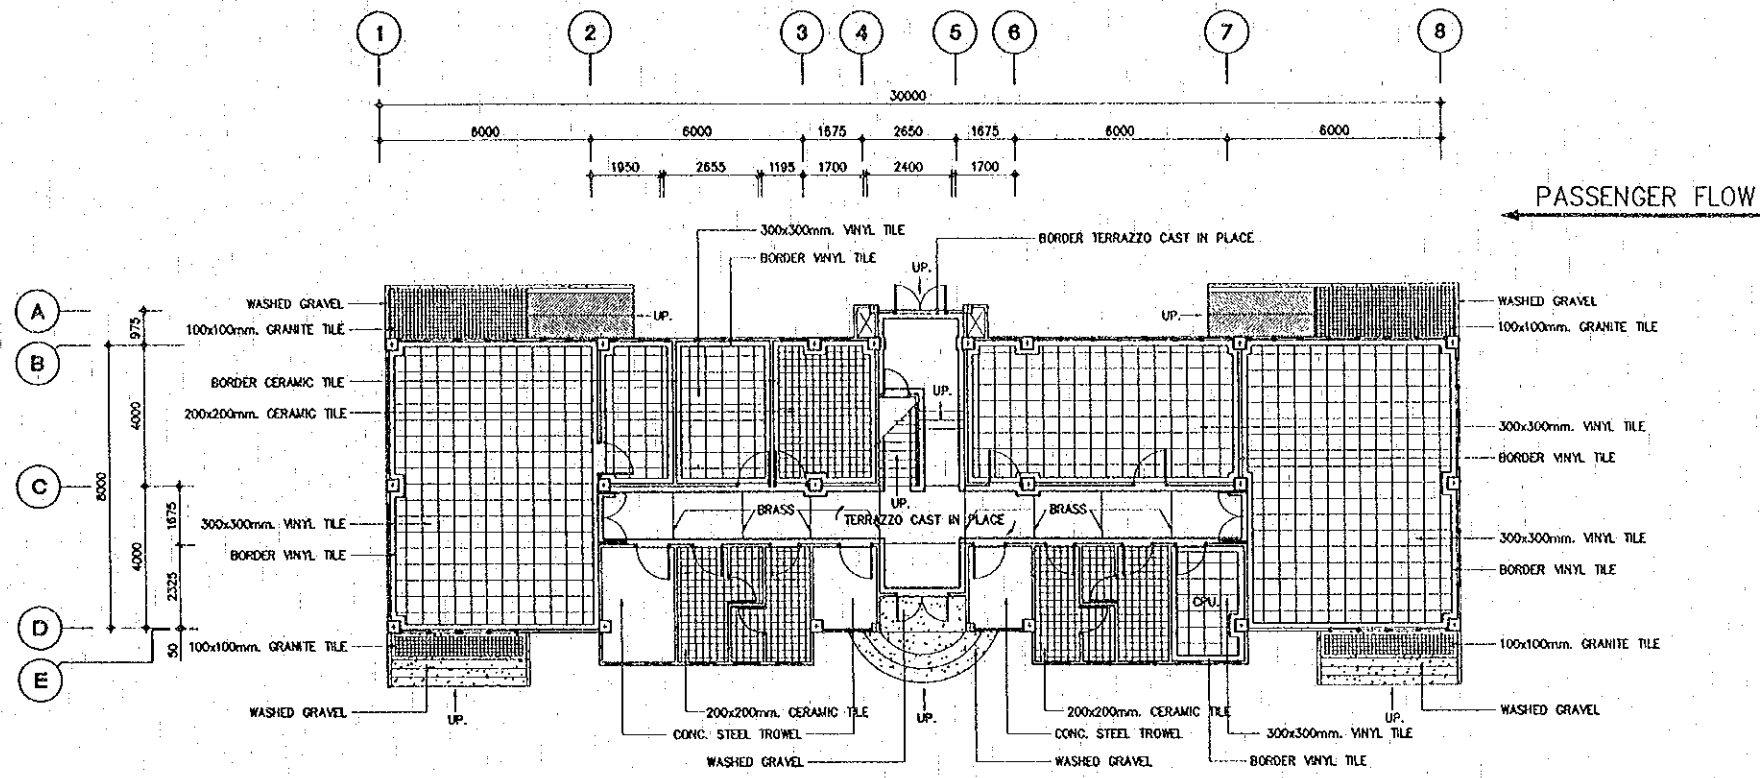 1 2 3 4 5 6 7 8
30000
6000 6000 1675 2650 1675 6000 6000
1950 2655 1195 1700 2400 1700
PASSENGER FLOW
300x300mm. VINYL TILE
BORDER TERRAZZO CAST IN PLACE
BORDER VINYL TILE
UP.
A
WASHED GRAVEL
WASHED GRAVEL
975
UP.
UP.
100x100mm. GRANITE TILE
100x100mm. GRANITE TILE
B
BORDER CERAMIC TILE
UP.
4000
200x200mm. CERAMIC TILE
300x300mm. VINYL TILE
BORDER VINYL TILE
C
8000
UP.
BRASS
BRASS
1675
300x300mm. VINYL TILE
TERRAZZO CAST IN PLACE
300x300mm. VINYL TILE
4000
BORDER VINYL TILE
BORDER VINYL TILE
2325
CPU.
D
100x100mm. GRANITE TILE
100x100mm. GRANITE TILE
50
E
WASHED GRAVEL
UP.
200x200mm. CERAMIC TILE
UP.
200x200mm. CERAMIC TILE
UP.
WASHED GRAVEL
CONC. STEEL TROWEL
CONC. STEEL TROWEL
300x300mm. VINYL TILE
WASHED GRAVEL
WASHED GRAVEL
BORDER VINYL TILE